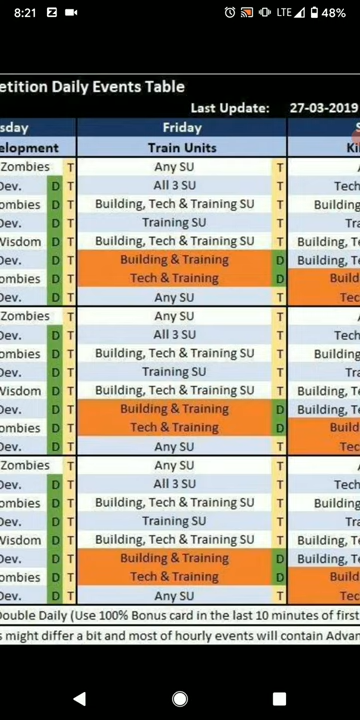 8:21 Z LTE 48%
etition Daily Events Table
Last Update: 27-03-2019
sday Friday S
elopment Train Units Kil
Zombies T Any SU T A
Dev. D T All 3 SU T Tech
ombies D T Building, Tech & Training SU T Building
Dev. T Training SU T Tra
Wisdom D T Building, Tech & Training SU T Building, Te
Dev. D T Building & Training D Building, Te
ombies D T Tech & Training D Build
Dev. D T Any SU T Tec
Zombies T Any SU T A
Dev. D T All 3 SU T Tech
ombies D T Building, Tech & Training SU T Building
Dev. T Training SU T Tra
Wisdom D T Building, Tech & Training SU T Building, Te
Dev. D T Building & Training D Building, Te
ombies D T Tech & Training D Build
Dev. D T Any SU T Tec
Zombies T Any SU T A
Dev. D T All 3 SU T Tech
ombies D T Building, Tech & Training SU T Building
Dev. T Training SU T Tra
Wisdom D T Building, Tech & Training SU T Building, Te
Dev. D T Building & Training D Building, Te
ombies D T Tech & Training D Build
Dev. D T Any SU T Tec
Double Daily (Use 100% Bonus card in the last 10 minutes of first
s might differ a bit and most of hourly events will contain Advan